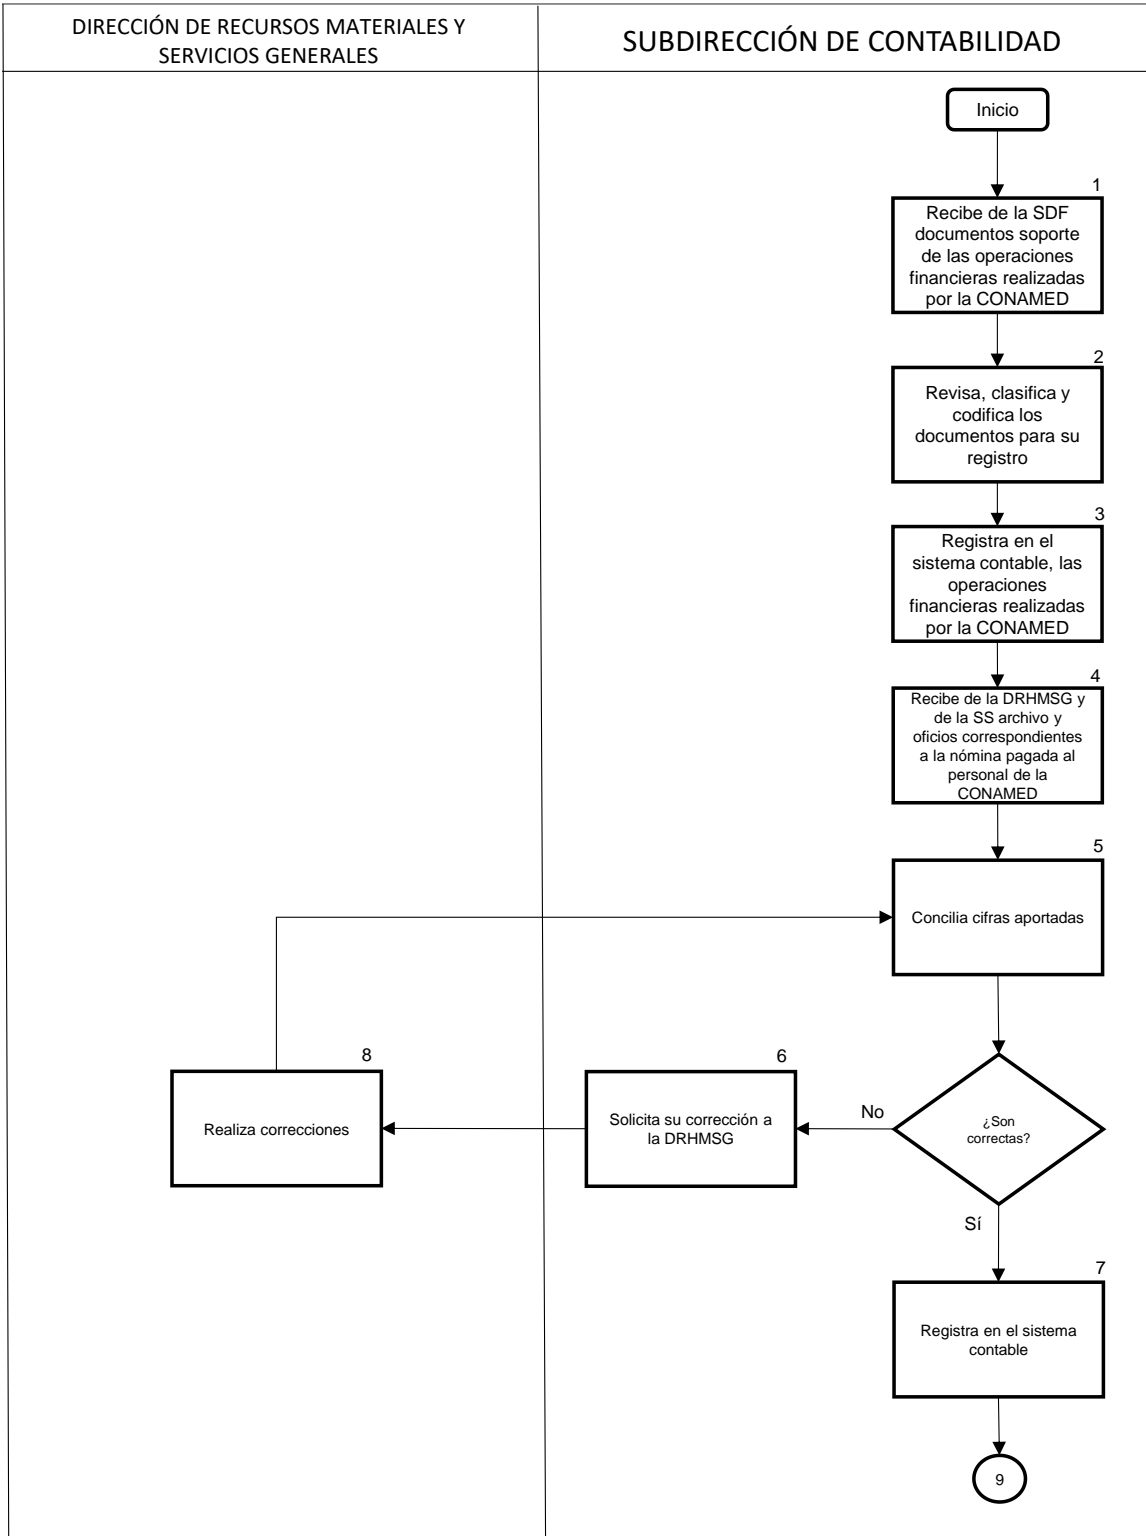 DIRECCIÓN DE RECURSOS MATERIALES Y
SERVICIOS GENERALES
SUBDIRECCIÓN DE CONTABILIDAD
Inicio
1
Recibe de la SDF
documentos soporte
de las operaciones
financieras realizadas
por la CONAMED
2
Revisa, clasifica y
codifica los
documentos para su
registro
3
Registra en el
sistema contable, las
operaciones
financieras realizadas
por la CONAMED
4
Recibe de la DRHMSG y
de la SS archivo y
oficios correspondientes
a la nómina pagada al
personal de la
CONAMED
5
Concilia cifras aportadas
¿Son
correctas?
No
6
Solicita su corrección a
la DRHMSG
8
Realiza correcciones
Sí
7
Registra en el sistema
contable
9